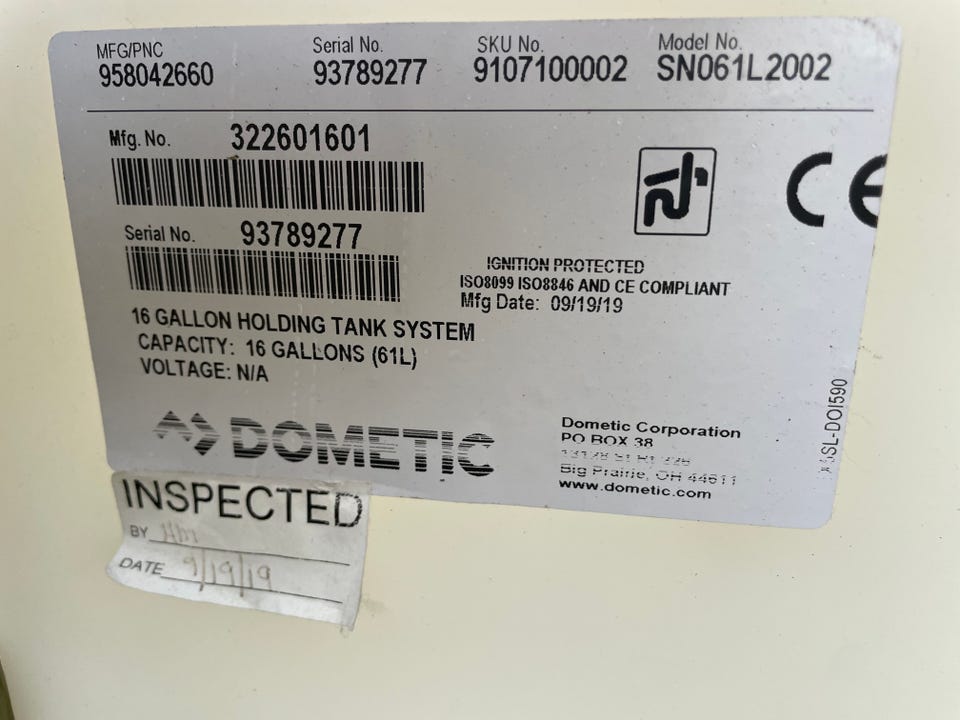 MFG/PNC Serial No. SKU No. Model No.
958042660 93789277 9107100002 SN061L2002
Mfg. No. 322601601
Serial No. 93789277
IGNITION PROTECTED
ISO8099 ISO8846 AND CE COMPLIANT
Mfg Date: 09/19/19
16 GALLON HOLDING TANK SYSTEM
CAPACITY: 16 GALLONS (61L)
VOLTAGE: N/A
CE
DOMETIC
Dometic Corporation
PO BOX 38
Big Prairie, OH 44611
www.dometic.com
SL-DOI590
INSPECTED
BY
DATE 9/19/19